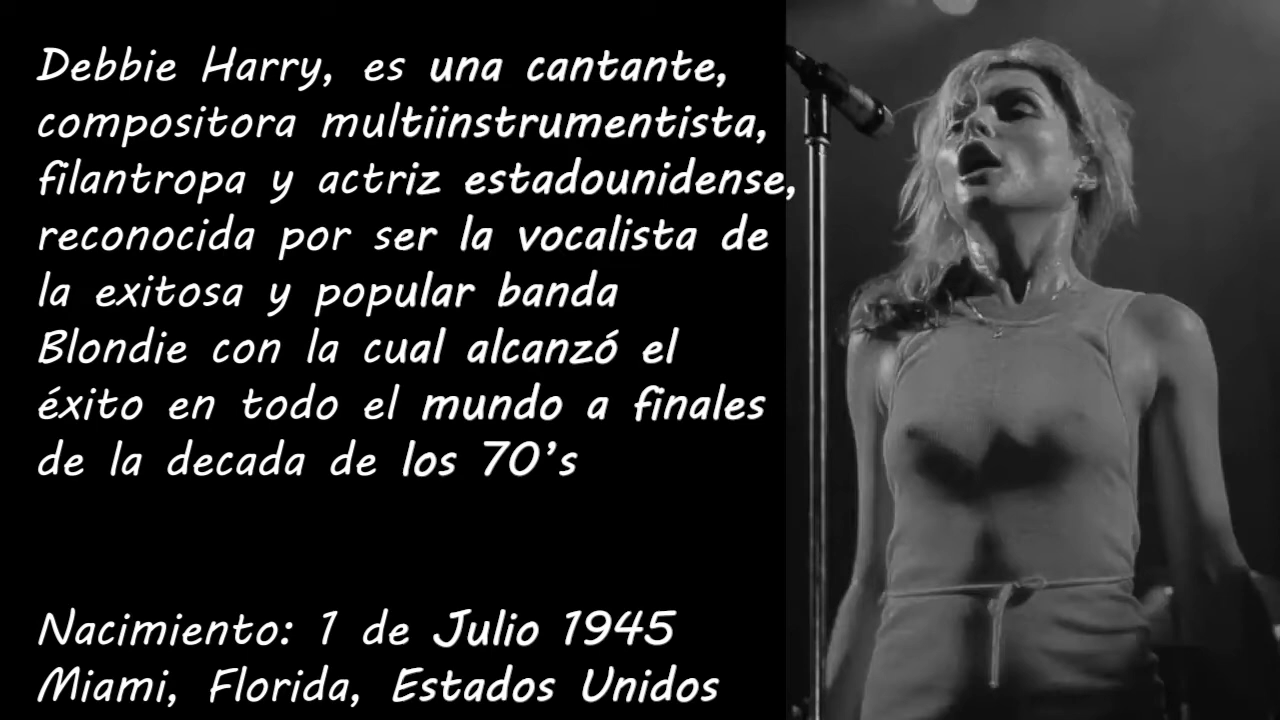 Debbie Harry, es una cantante,
compositora multiinstrumentista,
filantropa y actriz estadounidense,
reconocida por ser la vocalista de
la exitosa y popular banda
Blondie con la cual alcanzó el
éxito en todo el mundo a finales
de la decada de los 70's
Nacimiento: 1 de Julio 1945
Miami, Florida, Estados Unidos